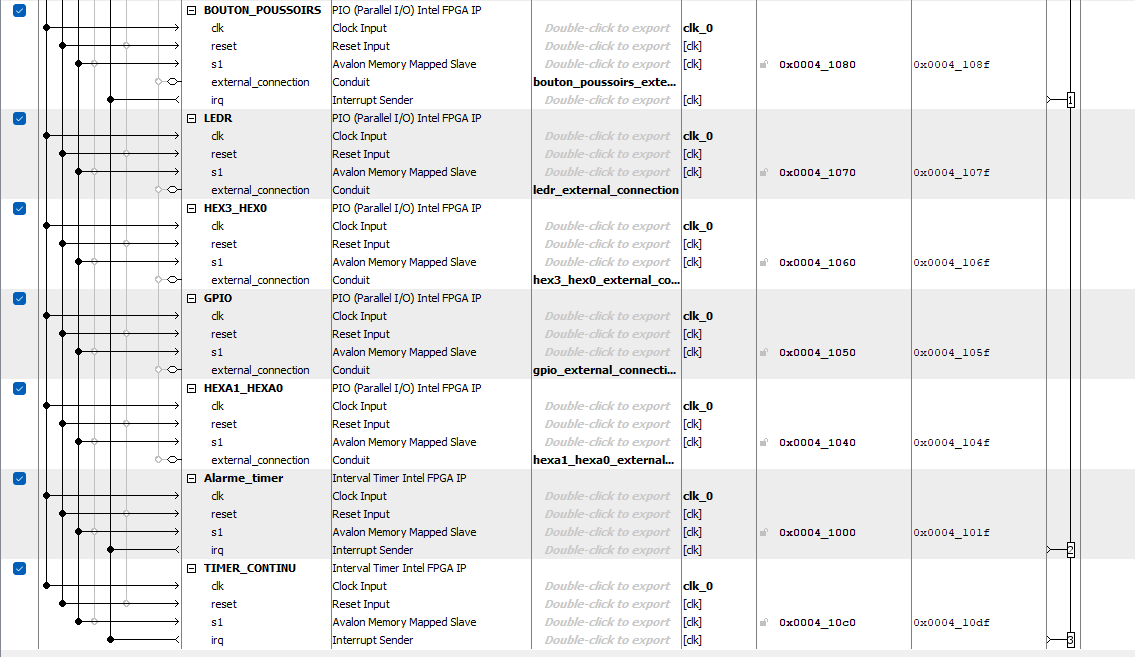 BOUTON_POUSSOIRS PIO (Parallel I/O) Intel FPGA IP
clk Clock Input Double-click to export clk_0
reset Reset Input Double-click to export [clk]
s1 Avalon Memory Mapped Slave Double-click to export [clk] 0x0004_1080 0x0004_108f
external_connection Conduit bouton_poussoirs_exte...
irq Interrupt Sender Double-click to export [clk] 1
LEDR PIO (Parallel I/O) Intel FPGA IP
clk Clock Input Double-click to export clk_0
reset Reset Input Double-click to export [clk]
s1 Avalon Memory Mapped Slave Double-click to export [clk] 0x0004_1070 0x0004_107f
external_connection Conduit ledr_external_connection
HEX3_HEX0 PIO (Parallel I/O) Intel FPGA IP
clk Clock Input Double-click to export clk_0
reset Reset Input Double-click to export [clk]
s1 Avalon Memory Mapped Slave Double-click to export [clk] 0x0004_1060 0x0004_106f
external_connection Conduit hex3_hex0_external_co...
GPIO PIO (Parallel I/O) Intel FPGA IP
clk Clock Input Double-click to export clk_0
reset Reset Input Double-click to export [clk]
s1 Avalon Memory Mapped Slave Double-click to export [clk] 0x0004_1050 0x0004_105f
external_connection Conduit gpio_external_connecti...
HEXA1_HEXA0 PIO (Parallel I/O) Intel FPGA IP
clk Clock Input Double-click to export clk_0
reset Reset Input Double-click to export [clk]
s1 Avalon Memory Mapped Slave Double-click to export [clk] 0x0004_1040 0x0004_104f
external_connection Conduit hexa1_hexa0_external...
Alarme_timer Interval Timer Intel FPGA IP
clk Clock Input Double-click to export clk_0
reset Reset Input Double-click to export [clk]
s1 Avalon Memory Mapped Slave Double-click to export [clk] 0x0004_1000 0x0004_101f
irq Interrupt Sender Double-click to export [clk] 2
TIMER_CONTINU Interval Timer Intel FPGA IP
clk Clock Input Double-click to export clk_0
reset Reset Input Double-click to export [clk]
s1 Avalon Memory Mapped Slave Double-click to export [clk] 0x0004_10c0 0x0004_10df
irq Interrupt Sender Double-click to export [clk] 3